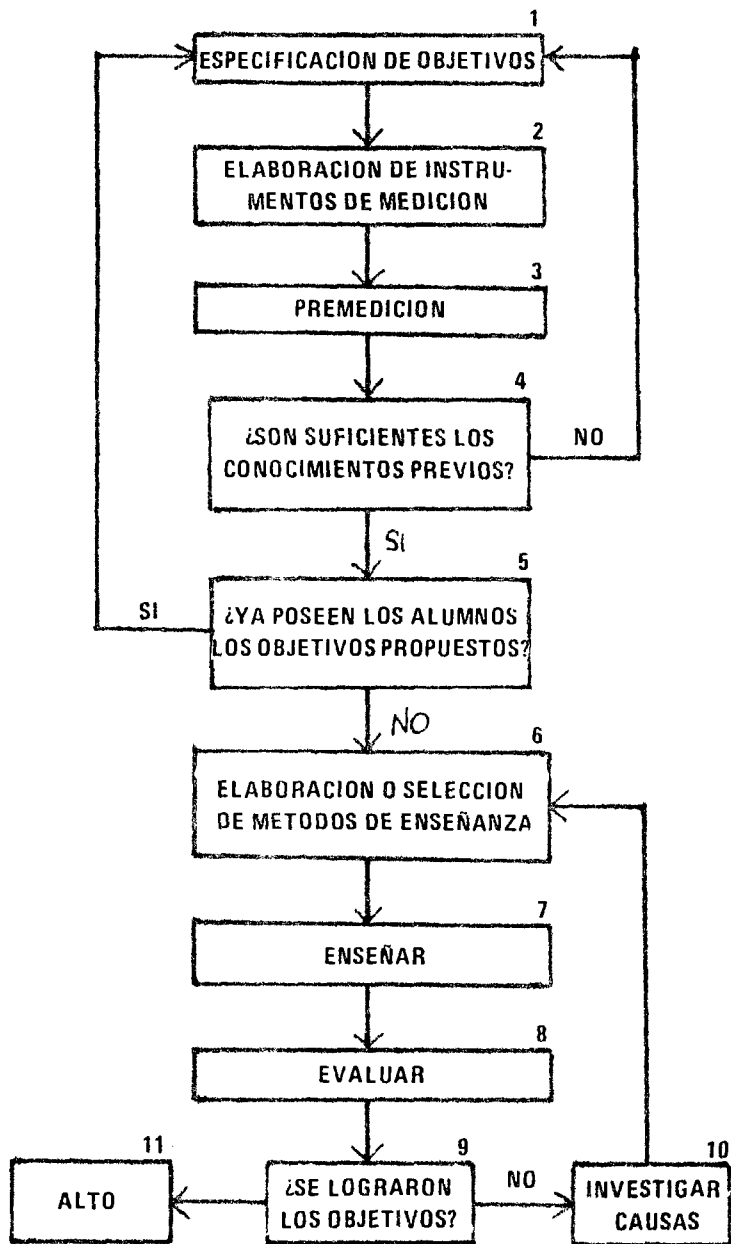 1
ESPECIFICACION DE OBJETIVOS
2
ELABORACION DE INSTRU-
MENTOS DE MEDICION
3
PREMEDICION
4
¿SON SUFICIENTES LOS
CONOCIMIENTOS PREVIOS?
NO
SI
5
SI
¿YA POSEEN LOS ALUMNOS
LOS OBJETIVOS PROPUESTOS?
NO
6
ELABORACION O SELECCION
DE METODOS DE ENSEÑANZA
7
ENSEÑAR
8
EVALUAR
11
ALTO
9
¿SE LOGRARON
LOS OBJETIVOS?
NO
10
INVESTIGAR
CAUSAS